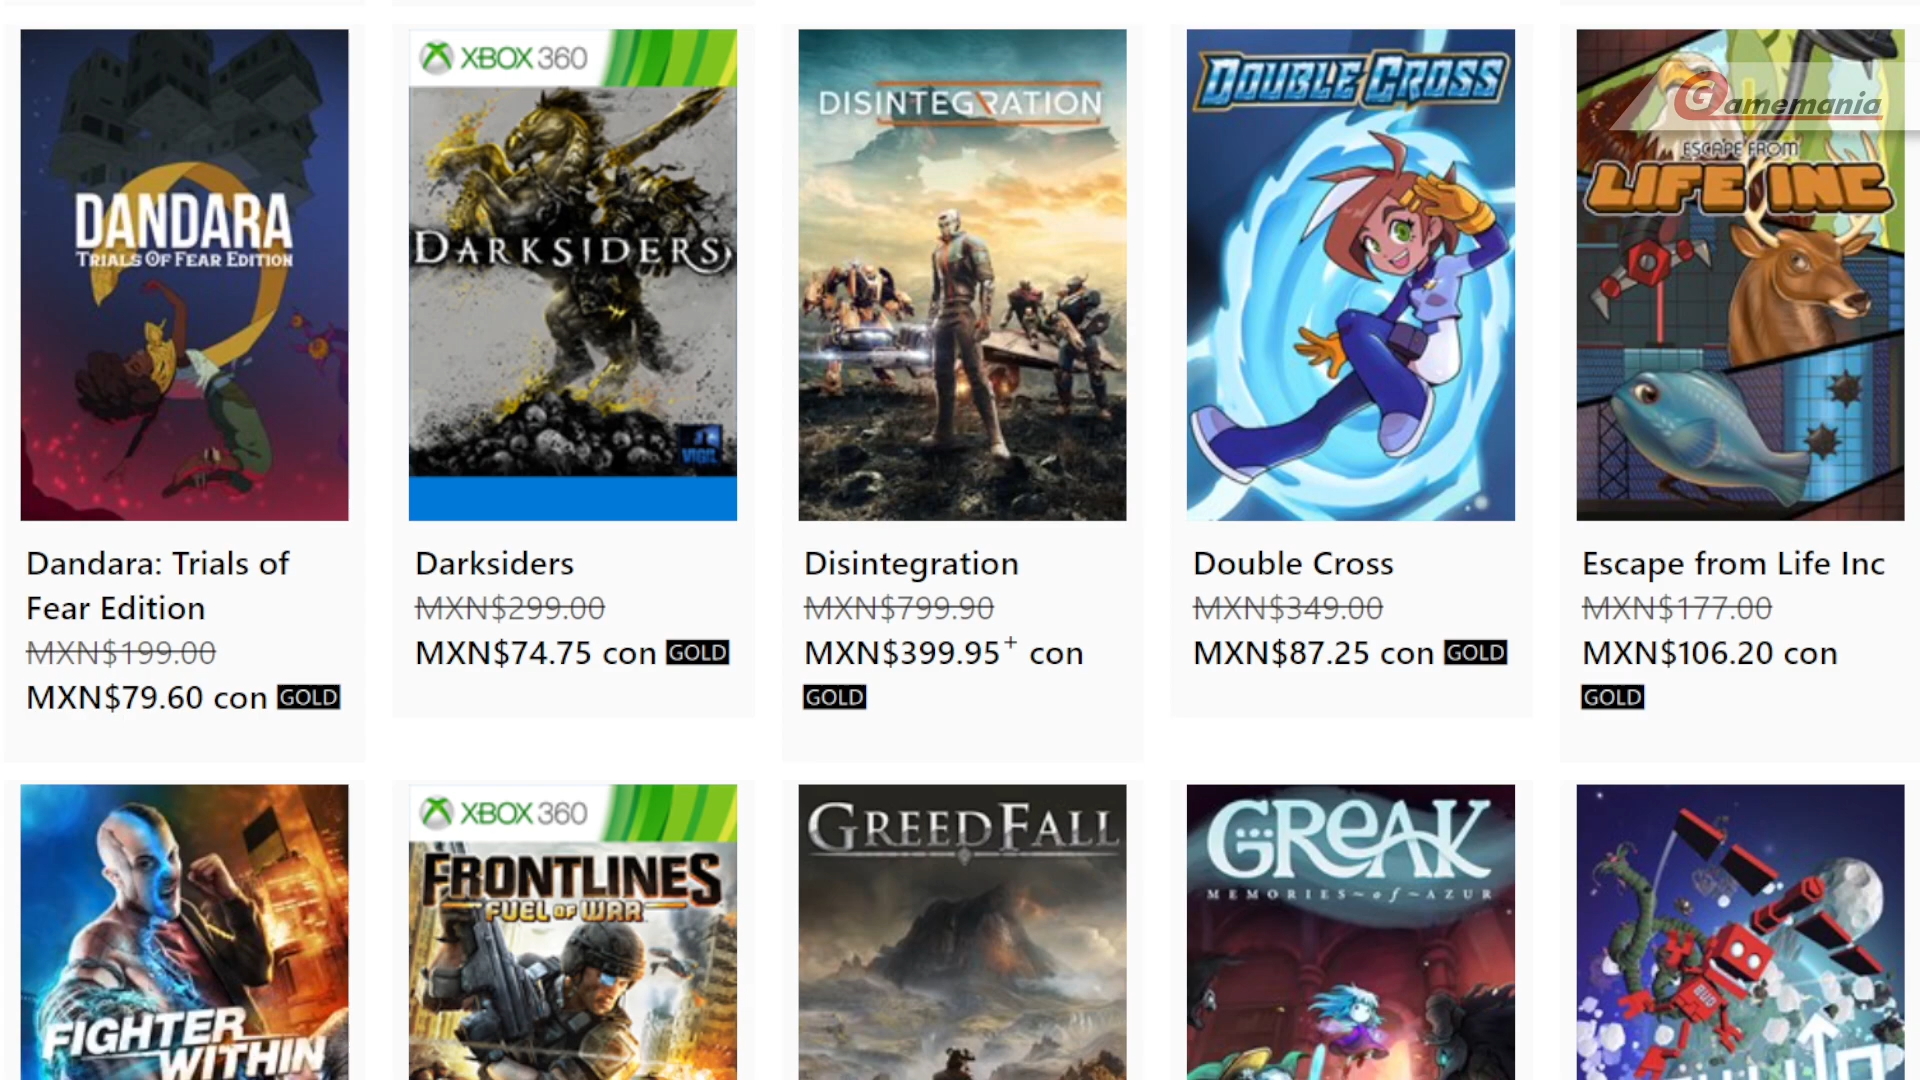 XBOX 360
DANDARA
TRIALS OF FEAR EDITION
DARKSIDERS
VIGIL
DISINTEGRATION
DOUBLE CROSS
Gamemania
ESCAPE FROM
LIFE INC
Dandara: Trials of
Fear Edition
MXN$199.00
MXN$79.60 con GOLD
Darksiders
MXN$299.00
MXN$74.75 con GOLD
Disintegration
MXN$799.90
MXN$399.95+ con
GOLD
Double Cross
MXN$349.00
MXN$87.25 con GOLD
Escape from Life Inc
MXN$177.00
MXN$106.20 con
GOLD
FIGHTER
WITHIN
XBOX 360
FRONTLINES
FUEL OF WAR
GREEDFALL
GREAK
MEMORIES~of~AZUR
BUD